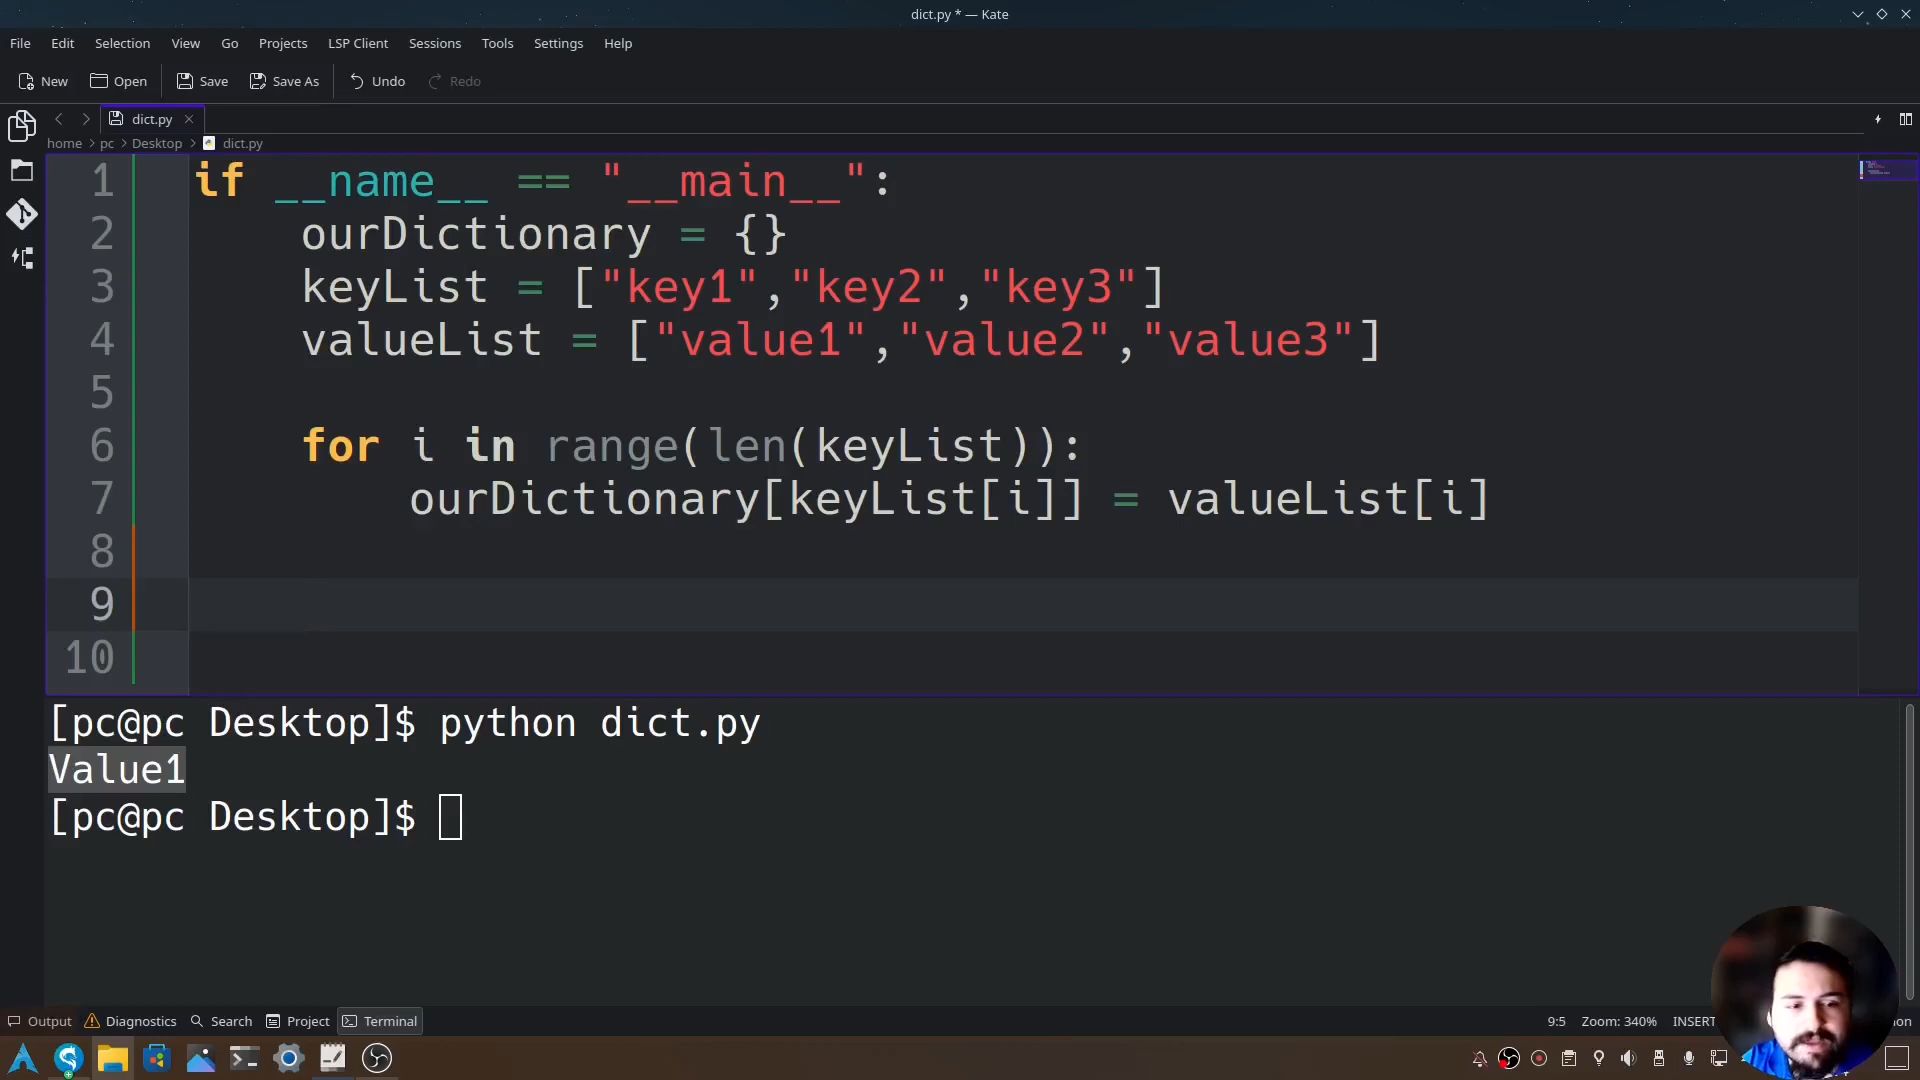 dict.py * — Kate
File Edit Selection View Go Projects LSP Client Sessions Tools Settings Help
New Open Save Save As Undo Redo
dict.py
home > pc > Desktop > dict.py
1 if __name__ == "__main__":
2 ourDictionary = {}
3 keyList = ["key1","key2","key3"]
4 valueList = ["value1","value2","value3"]
5
6 for i in range(len(keyList)):
7 ourDictionary[keyList[i]] = valueList[i]
8
9
10
[pc@pc Desktop]$ python dict.py
Value1
[pc@pc Desktop]$
Output Diagnostics Search Project Terminal 9:5 Zoom: 340% INSERT on